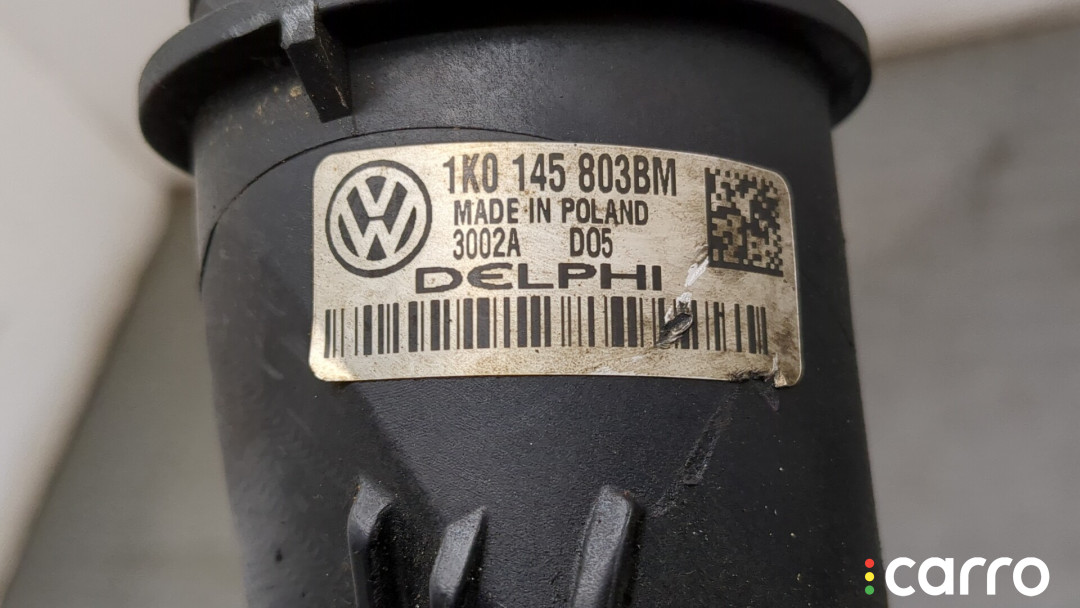 1K0 145 803BM
MADE IN POLAND
3002A D05
DELPHI
carro